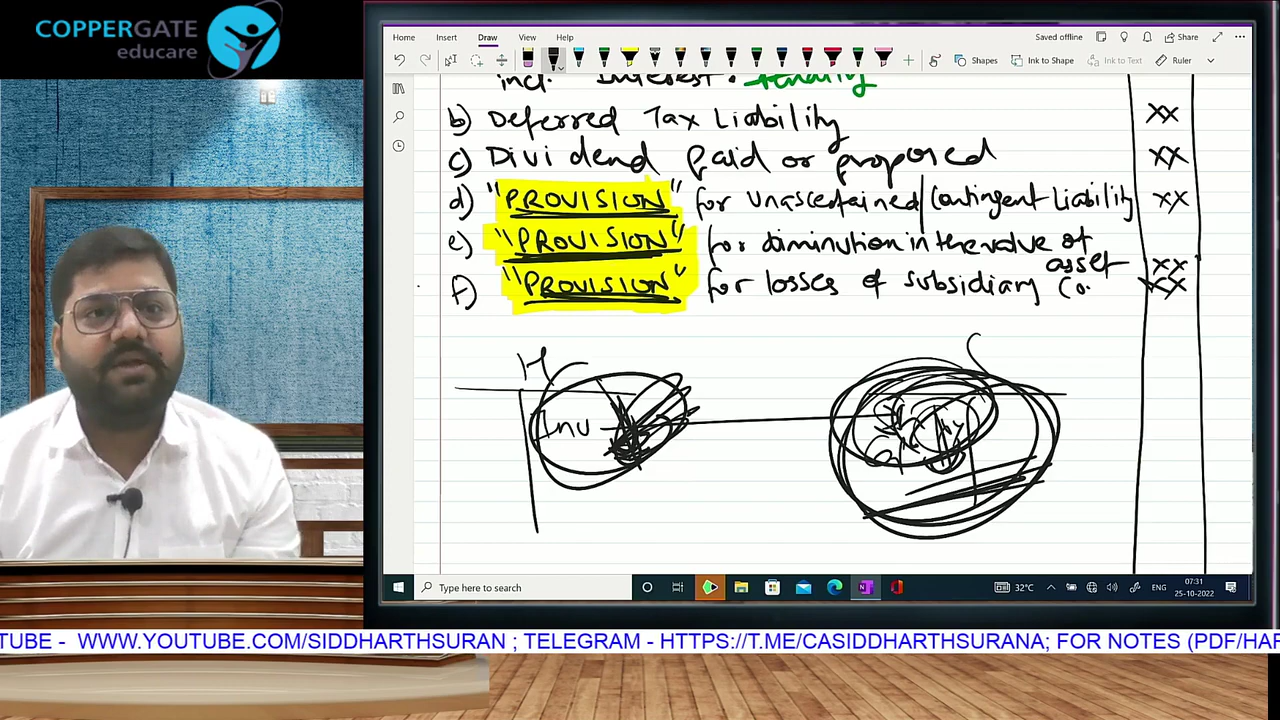 COPPERGATE
educare
Home Insert Draw View Help
Saved offline
Share
Shapes
Ink to Shape
Ink to Text
Ruler
incl. Interest. Penalty
b) Deferred Tax Liability XX
c) Dividend paid or proposed XX
d) "PROVISION" for unascertained/Contingent Liability XX
e) "PROVISION" for diminution in the value of
asset XX
f) "PROVISION" for losses of subsidiary Co. XX
H
Inv
Type here to search
32°C
ENG
07:31
25-10-2022
TUBE - WWW.YOUTUBE.COM/SIDDHARTHSURAN ; TELEGRAM - HTTPS://T.ME/CASIDDHARTHSURANA; FOR NOTES (PDF/HAR